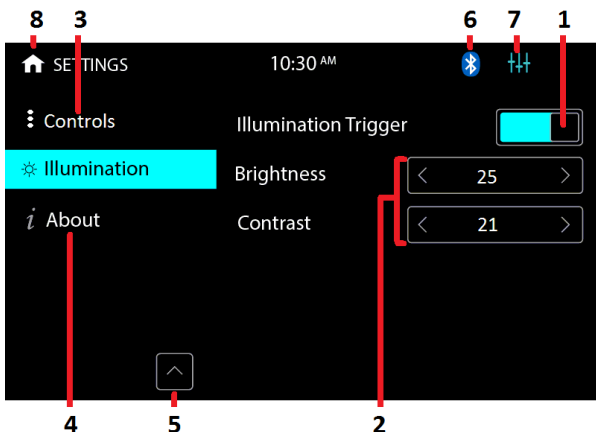 8 3 6 7 1
SETTINGS 10:30 AM
Controls Illumination Trigger
Illumination Brightness 25
i About Contrast 21
4 5 2